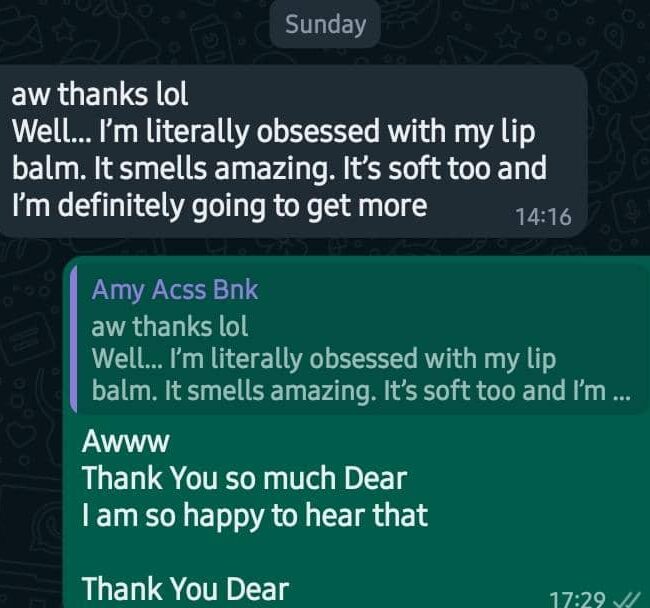 Sunday
aw thanks lol
Well... I'm literally obsessed with my lip
balm. It smells amazing. It's soft too and
I'm definitely going to get more
14:16
Amy Acss Bnk
aw thanks lol
Well... I'm literally obsessed with my lip
balm. It smells amazing. It's soft too and I'm ...
Awww
Thank You so much Dear
I am so happy to hear that
Thank You Dear
17:29